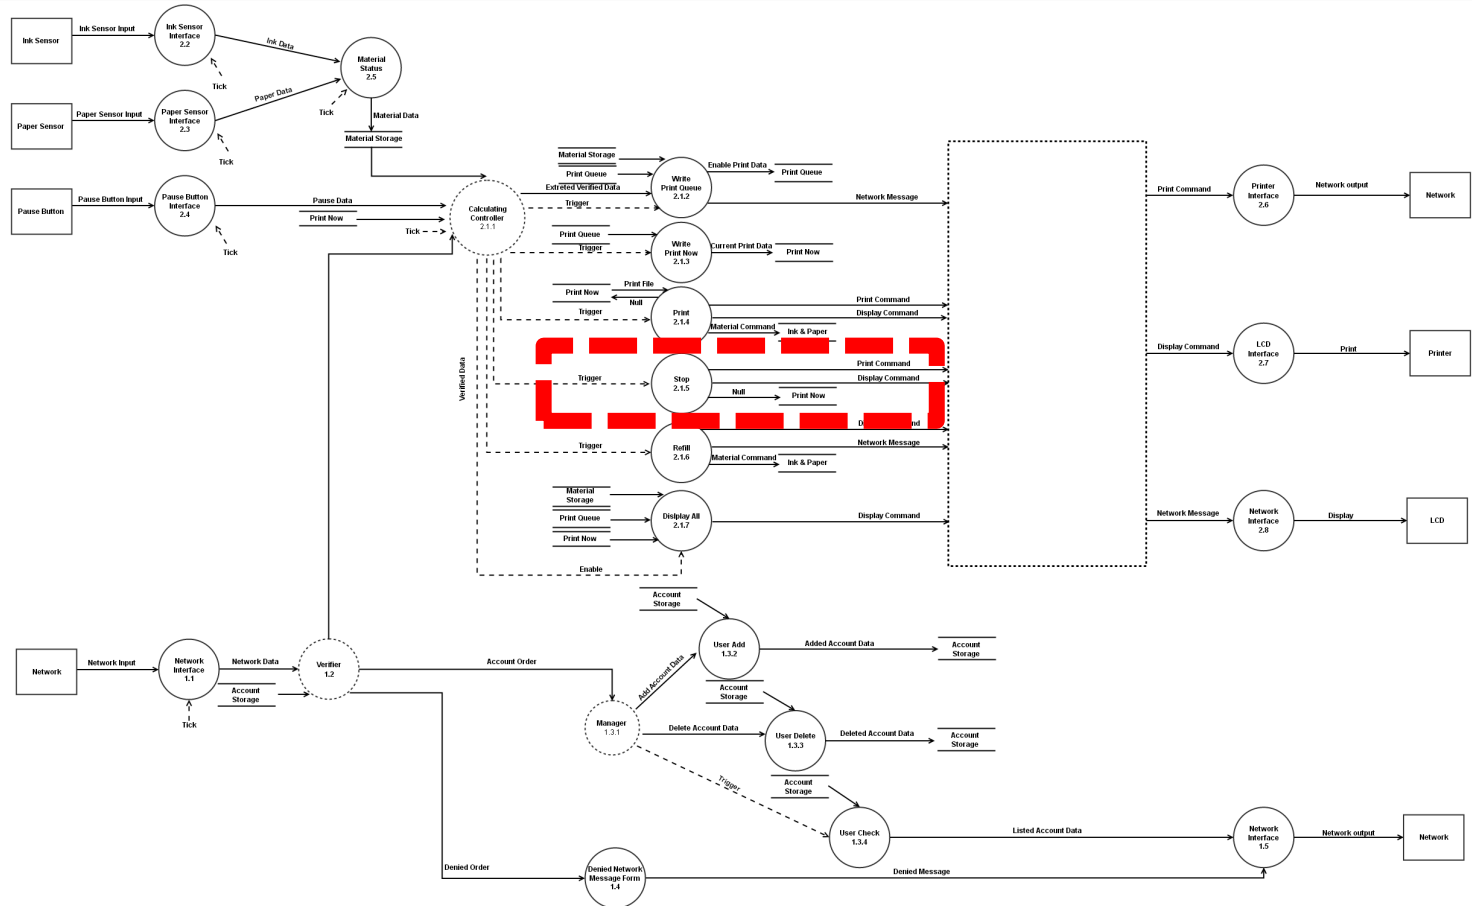 Ink Sensor
Ink Sensor Input
Ink Sensor
Interface
2.2
Ink Data
Tick
Material
Status
2.5
Paper Sensor
Paper Sensor Input
Paper Sensor
Interface
2.3
Paper Data
Tick
Tick
Material Data
Material Storage
Pause Button
Pause Button Input
Pause Button
Interface
2.4
Pause Data
Tick
Print Now
Tick
Calculating
Controller
2.1.1
Material Storage
Print Queue
Extreted Verified Data
Trigger
Write
Print Queue
2.1.2
Enable Print Data
Print Queue
Network Message
Print Queue
Trigger
Write
Print Now
2.1.3
Current Print Data
Print Now
Print Now
Print File
Null
Trigger
Print
2.1.4
Print Command
Display Command
Material Command
Ink & Paper
Trigger
Stop
2.1.5
Print Command
Display Command
Null
Print Now
Trigger
Refill
2.1.6
Network Message
Material Command
Ink & Paper
Material
Storage
Print Queue
Print Now
Dislplay All
2.1.7
Display Command
Enable
Verified Data
Print Command
Printer
Interface
2.6
Network output
Network
Display Command
LCD
Interface
2.7
Print
Printer
Network Message
Network
Interface
2.8
Display
LCD
Network
Network Input
Network
Interface
1.1
Tick
Network Data
Account
Storage
Verifier
1.2
Account Order
Manager
1.3.1
Add Account Data
Account
Storage
User Add
1.3.2
Added Account Data
Account
Storage
Delete Account Data
Account
Storage
User Delete
1.3.3
Deleted Account Data
Account
Storage
Trigger
Account
Storage
User Check
1.3.4
Listed Account Data
Network
Interface
1.5
Network output
Network
Denied Order
Denied Network
Message Form
1.4
Denied Message